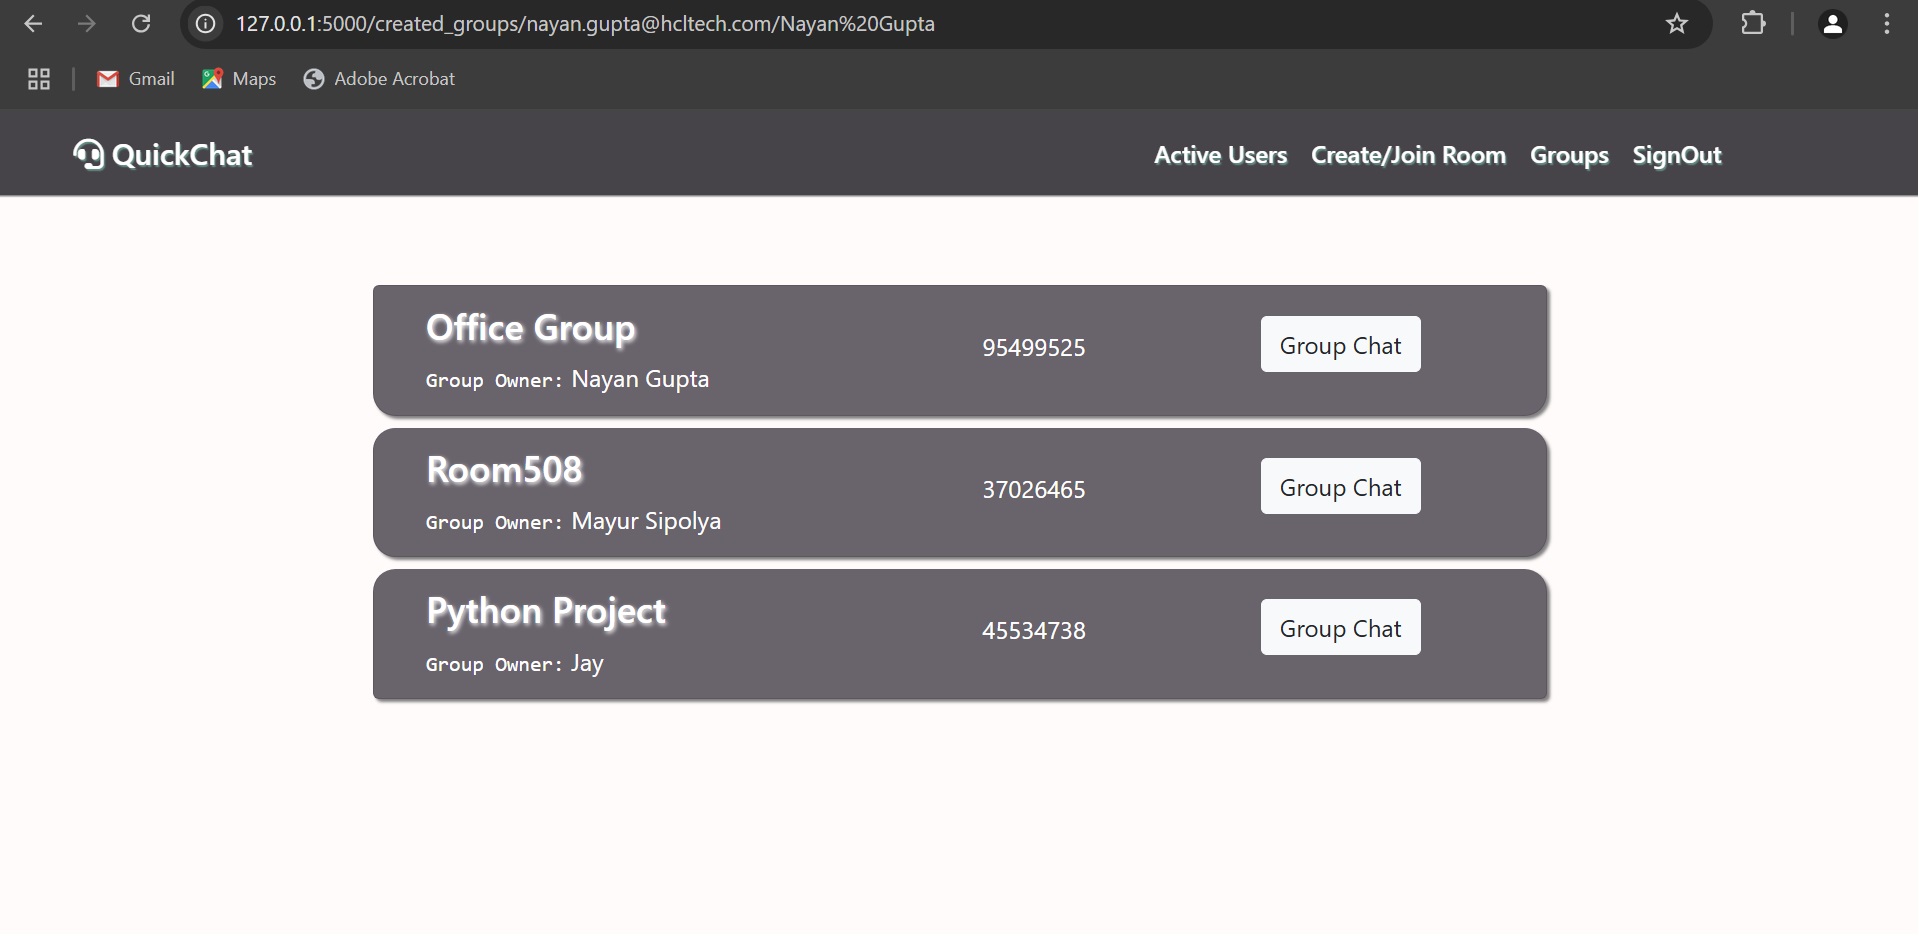 127.0.0.1:5000/created_groups/nayan.gupta@hcltech.com/Nayan%20Gupta
Gmail Maps Adobe Acrobat
QuickChat Active Users Create/Join Room Groups SignOut
Office Group
95499525 Group Chat
Group Owner: Nayan Gupta
Room508
37026465 Group Chat
Group Owner: Mayur Sipolya
Python Project
45534738 Group Chat
Group Owner: Jay